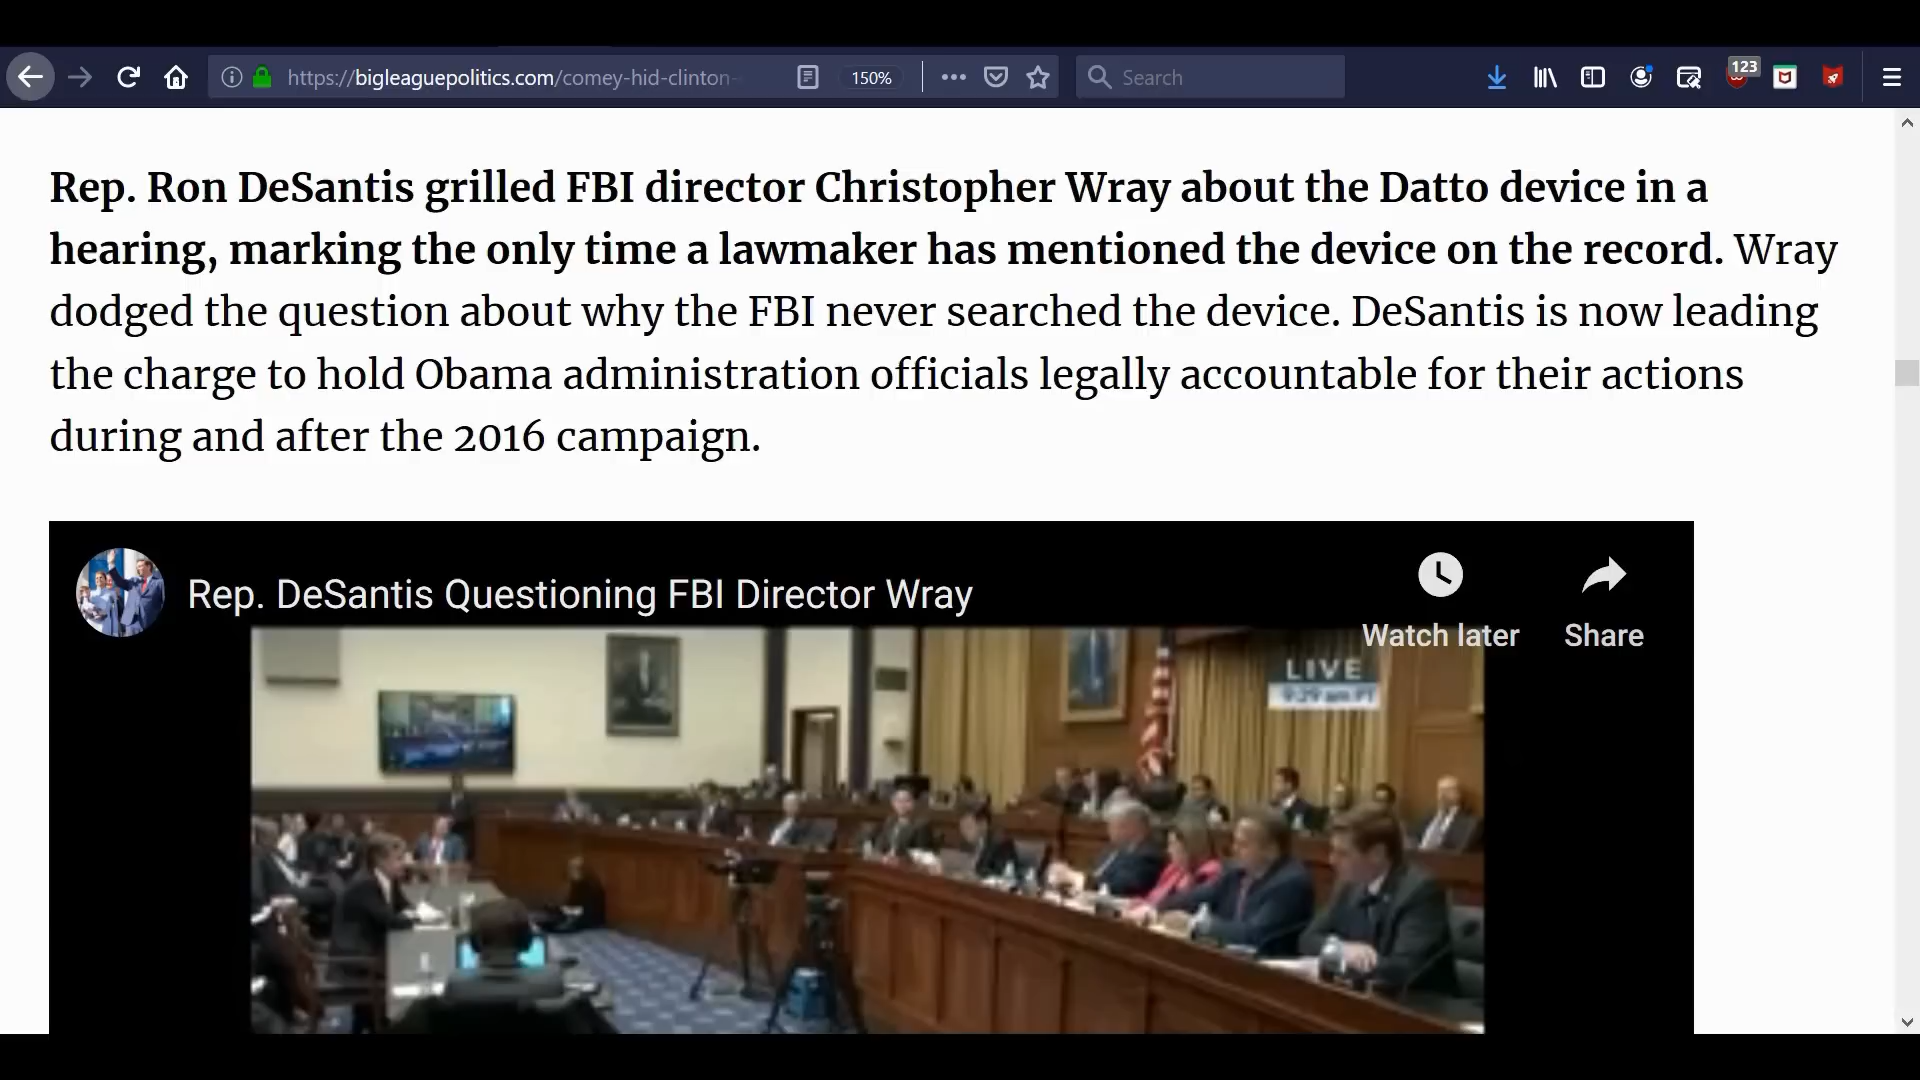 https://bigleaguepolitics.com/comey-hid-clinton-
150%
Search
123
Rep. Ron DeSantis grilled FBI director Christopher Wray about the Datto device in a
hearing, marking the only time a lawmaker has mentioned the device on the record. Wray
dodged the question about why the FBI never searched the device. DeSantis is now leading
the charge to hold Obama administration officials legally accountable for their actions
during and after the 2016 campaign.
Rep. DeSantis Questioning FBI Director Wray
Watch later
Share
LIVE
9:29 am PT